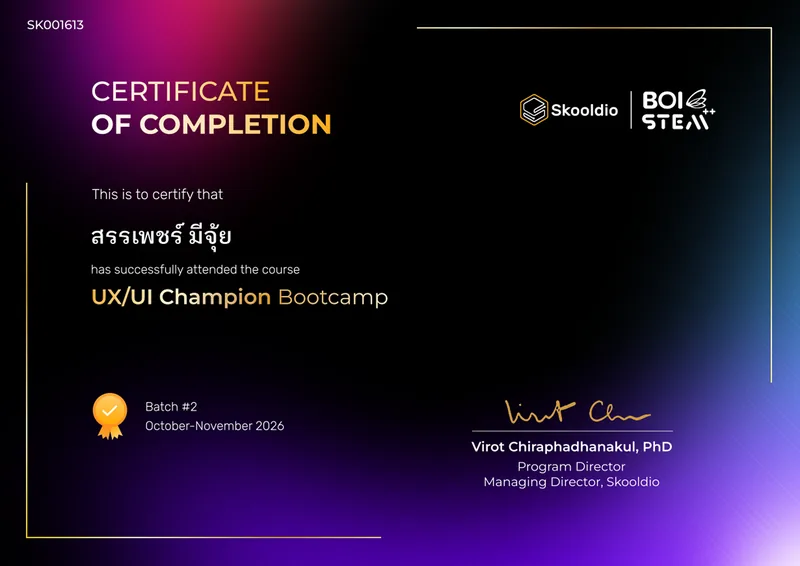 SK001613
CERTIFICATE
OF COMPLETION
Skooldio
BOI
STEM
This is to certify that
สรรเพชร์ มีจุ้ย
has successfully attended the course
UX/UI Champion Bootcamp
Batch #2
October-November 2026
Virot Chiraphadhanakul, PhD
Program Director
Managing Director, Skooldio